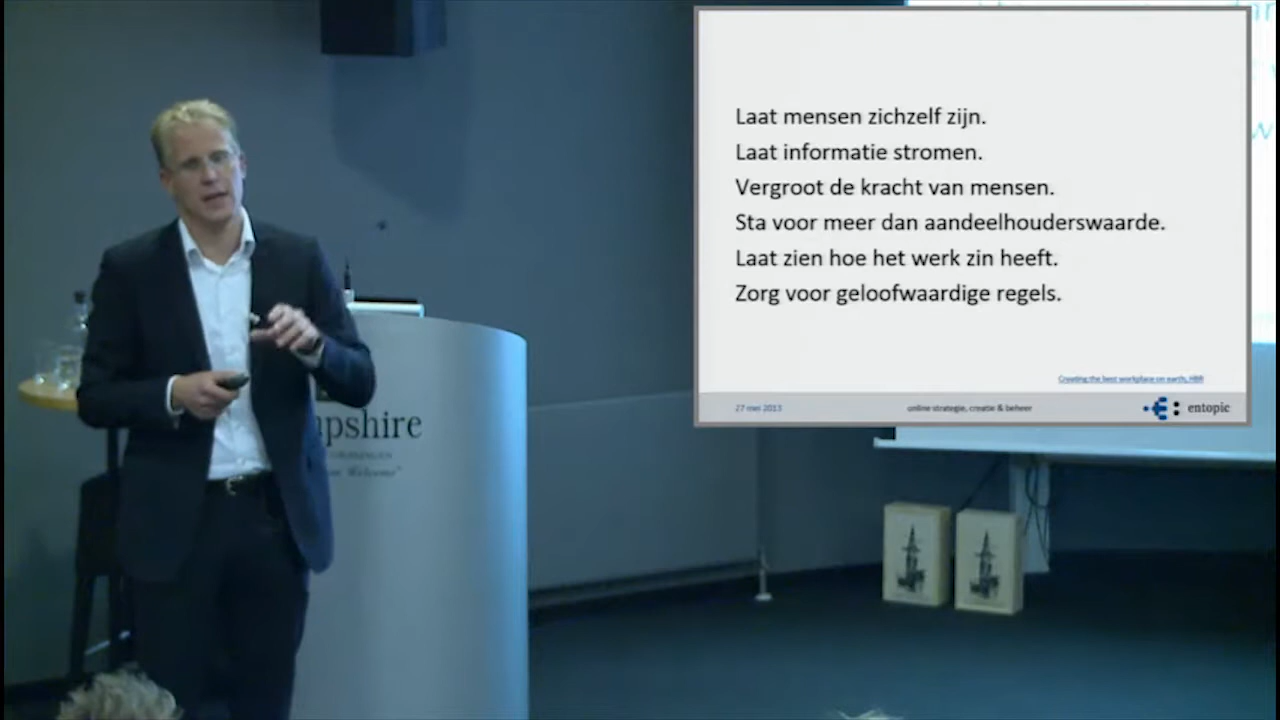 Laat mensen zichzelf zijn.
Laat informatie stromen.
Vergroot de kracht van mensen.
Sta voor meer dan aandeelhouderswaarde.
Laat zien hoe het werk zin heeft.
Zorg voor geloofwaardige regels.
Creating the best workplace on earth, HBR
27 mei 2013
online strategie, creatie & beheer
entopic
pshire
Welcome"